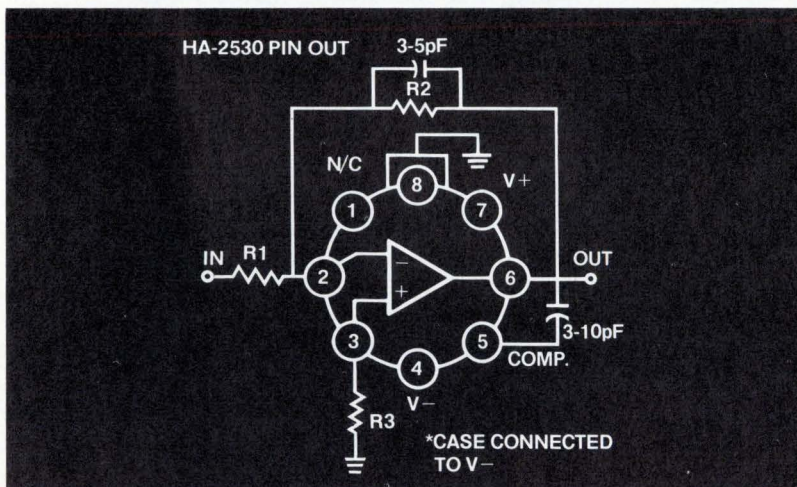 HA-2530 PIN OUT
3-5pF
R2
N/C
8
V+
1
7
IN
R1
2
−
+
6
OUT
3
5
3-10pF
COMP.
4
V−
R3
*CASE CONNECTED
TO V−